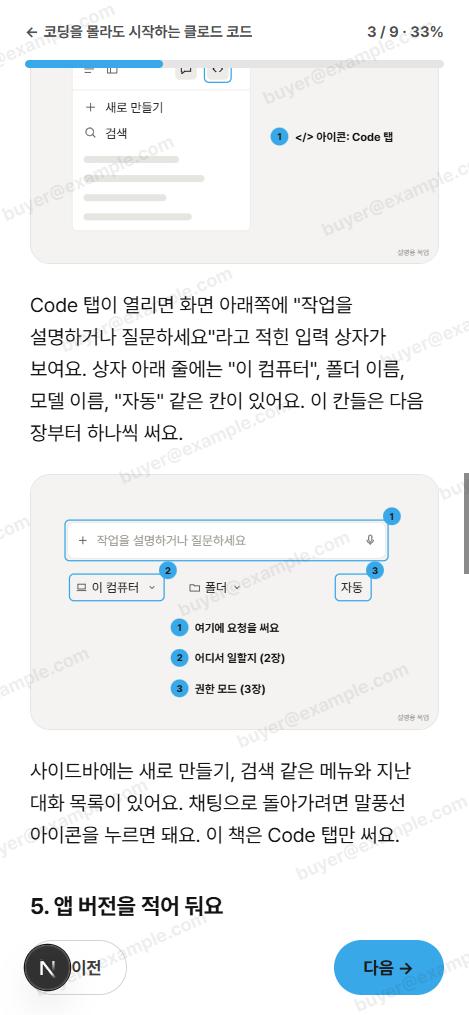 ← 코딩을 몰라도 시작하는 클로드 코드
3 / 9 · 33%
새로 만들기
검색
1 </> 아이콘: Code 탭
설명용 목업
Code 탭이 열리면 화면 아래쪽에 "작업을
설명하거나 질문하세요"라고 적힌 입력 상자가
보여요. 상자 아래 줄에는 "이 컴퓨터", 폴더 이름,
모델 이름, "자동" 같은 칸이 있어요. 이 칸들은 다음
장부터 하나씩 써요.
1
+ 작업을 설명하거나 질문하세요
2
3
이 컴퓨터
폴더
자동
1 여기에 요청을 써요
2 어디서 일할지 (2장)
3 권한 모드 (3장)
설명용 목업
사이드바에는 새로 만들기, 검색 같은 메뉴와 지난
대화 목록이 있어요. 채팅으로 돌아가려면 말풍선
아이콘을 누르면 돼요. 이 책은 Code 탭만 써요.
5. 앱 버전을 적어 둬요
N 이전
다음 →
buyer@example.com